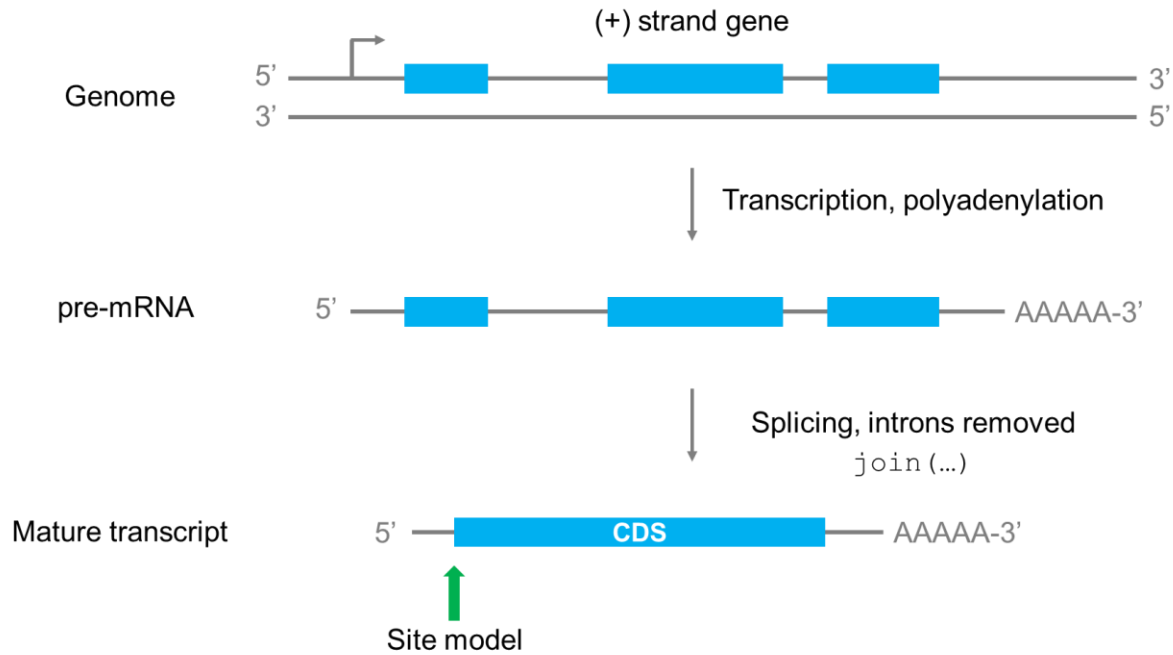 (+) strand gene
5’
3’
Genome
3’
5’
Transcription, polyadenylation
pre-mRNA
5’
AAAAA-3’
Splicing, introns removed
join(…)
Mature transcript
5’
CDS
AAAAA-3’
Site model